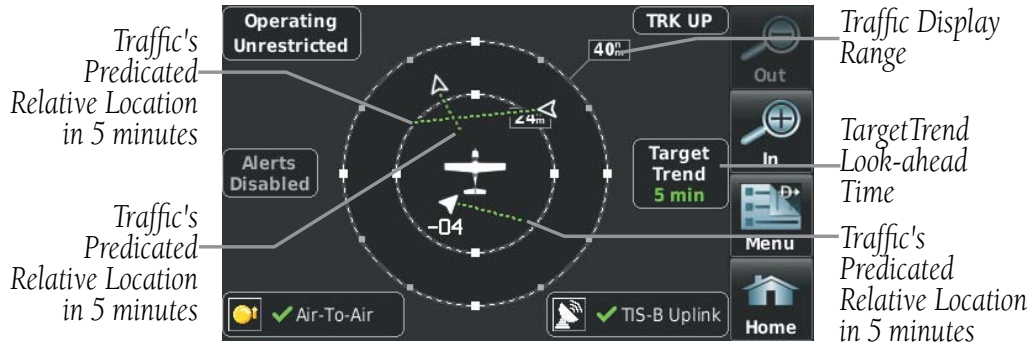 Traffic's
Predicated
Relative Location
in 5 minutes
Traffic's
Predicated
Relative Location
in 5 minutes
Operating
Unrestricted
TRK UP
40nm
24nm
Alerts
Disabled
Target
Trend
5 min
-04
Air-To-Air
TIS-B Uplink
Out
In
D
Menu
Home
Traffic Display
Range
TargetTrend
Look-ahead
Time
Traffic's
Predicated
Relative Location
in 5 minutes